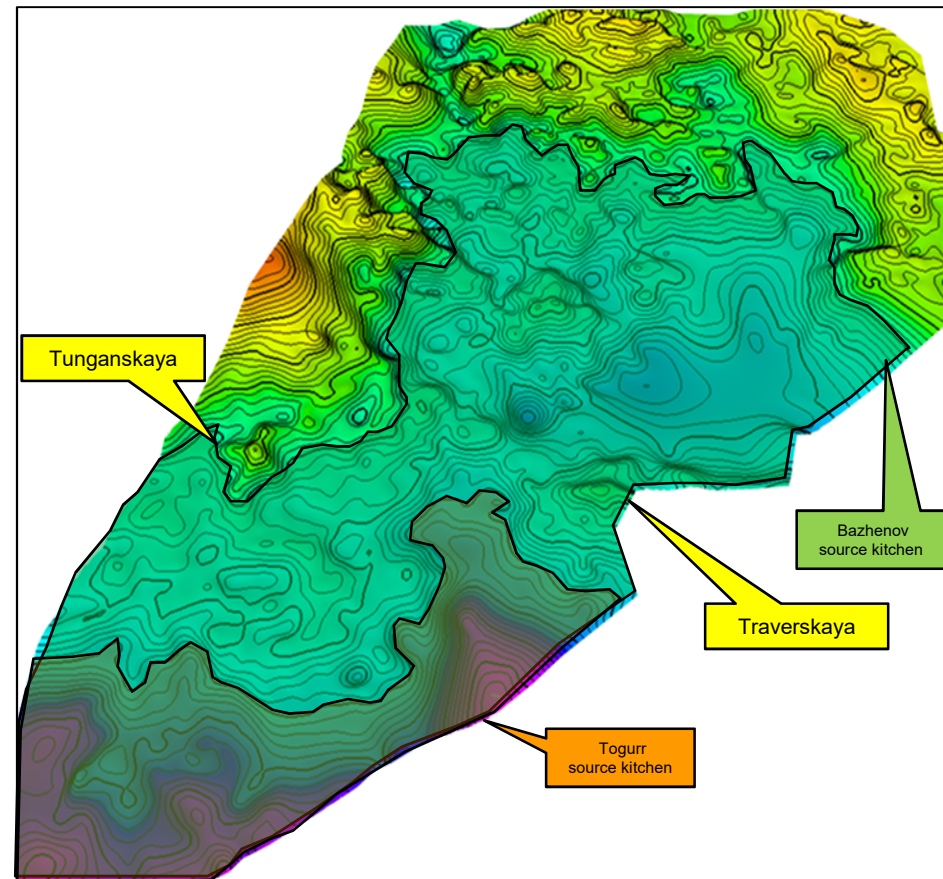 Tunganskaya
Bazhenov
source kitchen
Traverskaya
Togurr
source kitchen